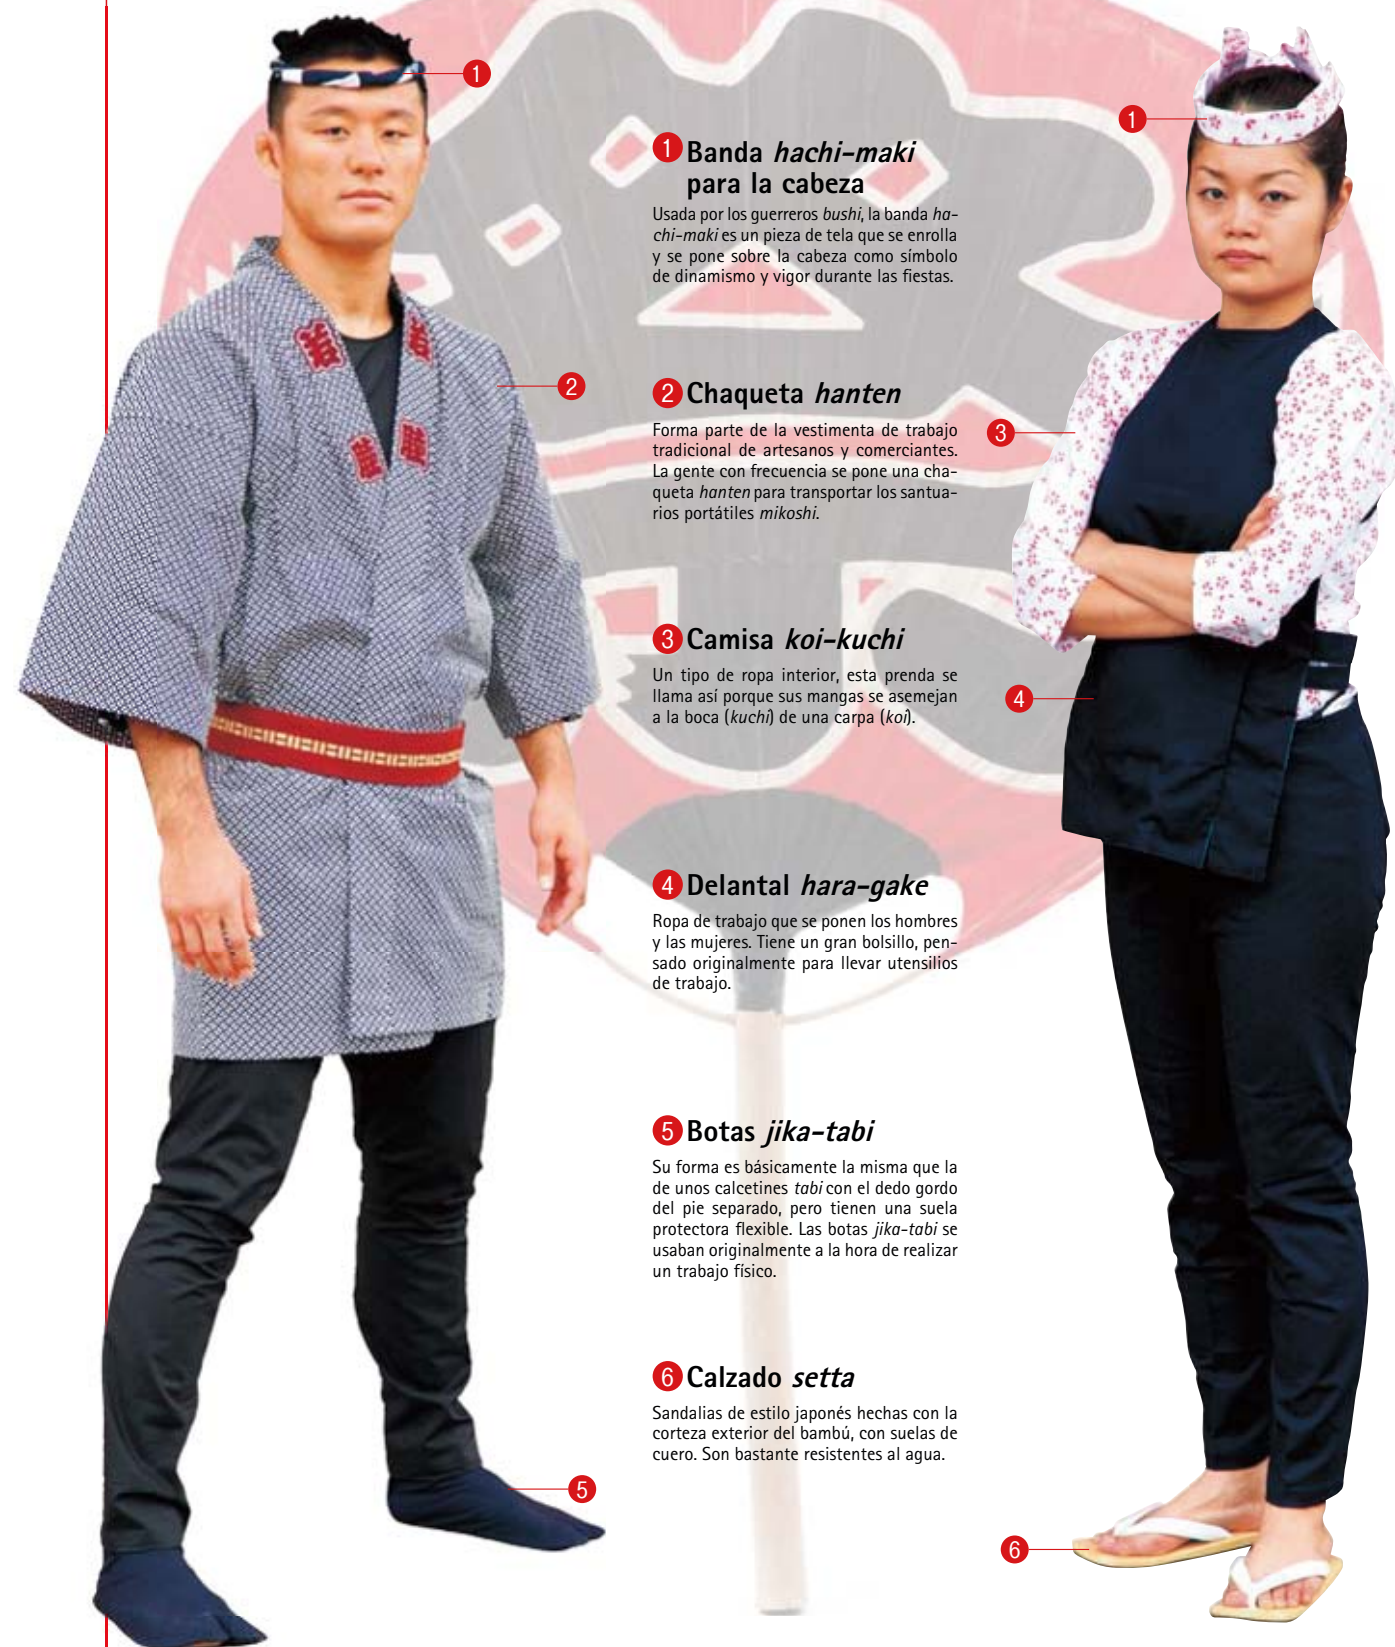 1
1
1 Banda hachi-maki
para la cabeza
Usada por los guerreros bushi, la banda ha-
chi-maki es un pieza de tela que se enrolla
y se pone sobre la cabeza como símbolo
de dinamismo y vigor durante las fiestas.
2
2 Chaqueta hanten
Forma parte de la vestimenta de trabajo
tradicional de artesanos y comerciantes.
La gente con frecuencia se pone una cha-
queta hanten para transportar los santua-
rios portátiles mikoshi.
3
3 Camisa koi-kuchi
Un tipo de ropa interior, esta prenda se
llama así porque sus mangas se asemejan
a la boca (kuchi) de una carpa (koi).
4
4 Delantal hara-gake
Ropa de trabajo que se ponen los hombres
y las mujeres. Tiene un gran bolsillo, pen-
sado originalmente para llevar utensilios
de trabajo.
5 Botas jika-tabi
Su forma es básicamente la misma que la
de unos calcetines tabi con el dedo gordo
del pie separado, pero tienen una suela
protectora flexible. Las botas jika-tabi se
usaban originalmente a la hora de realizar
un trabajo físico.
6 Calzado setta
Sandalias de estilo japonés hechas con la
corteza exterior del bambú, con suelas de
cuero. Son bastante resistentes al agua.
5
6